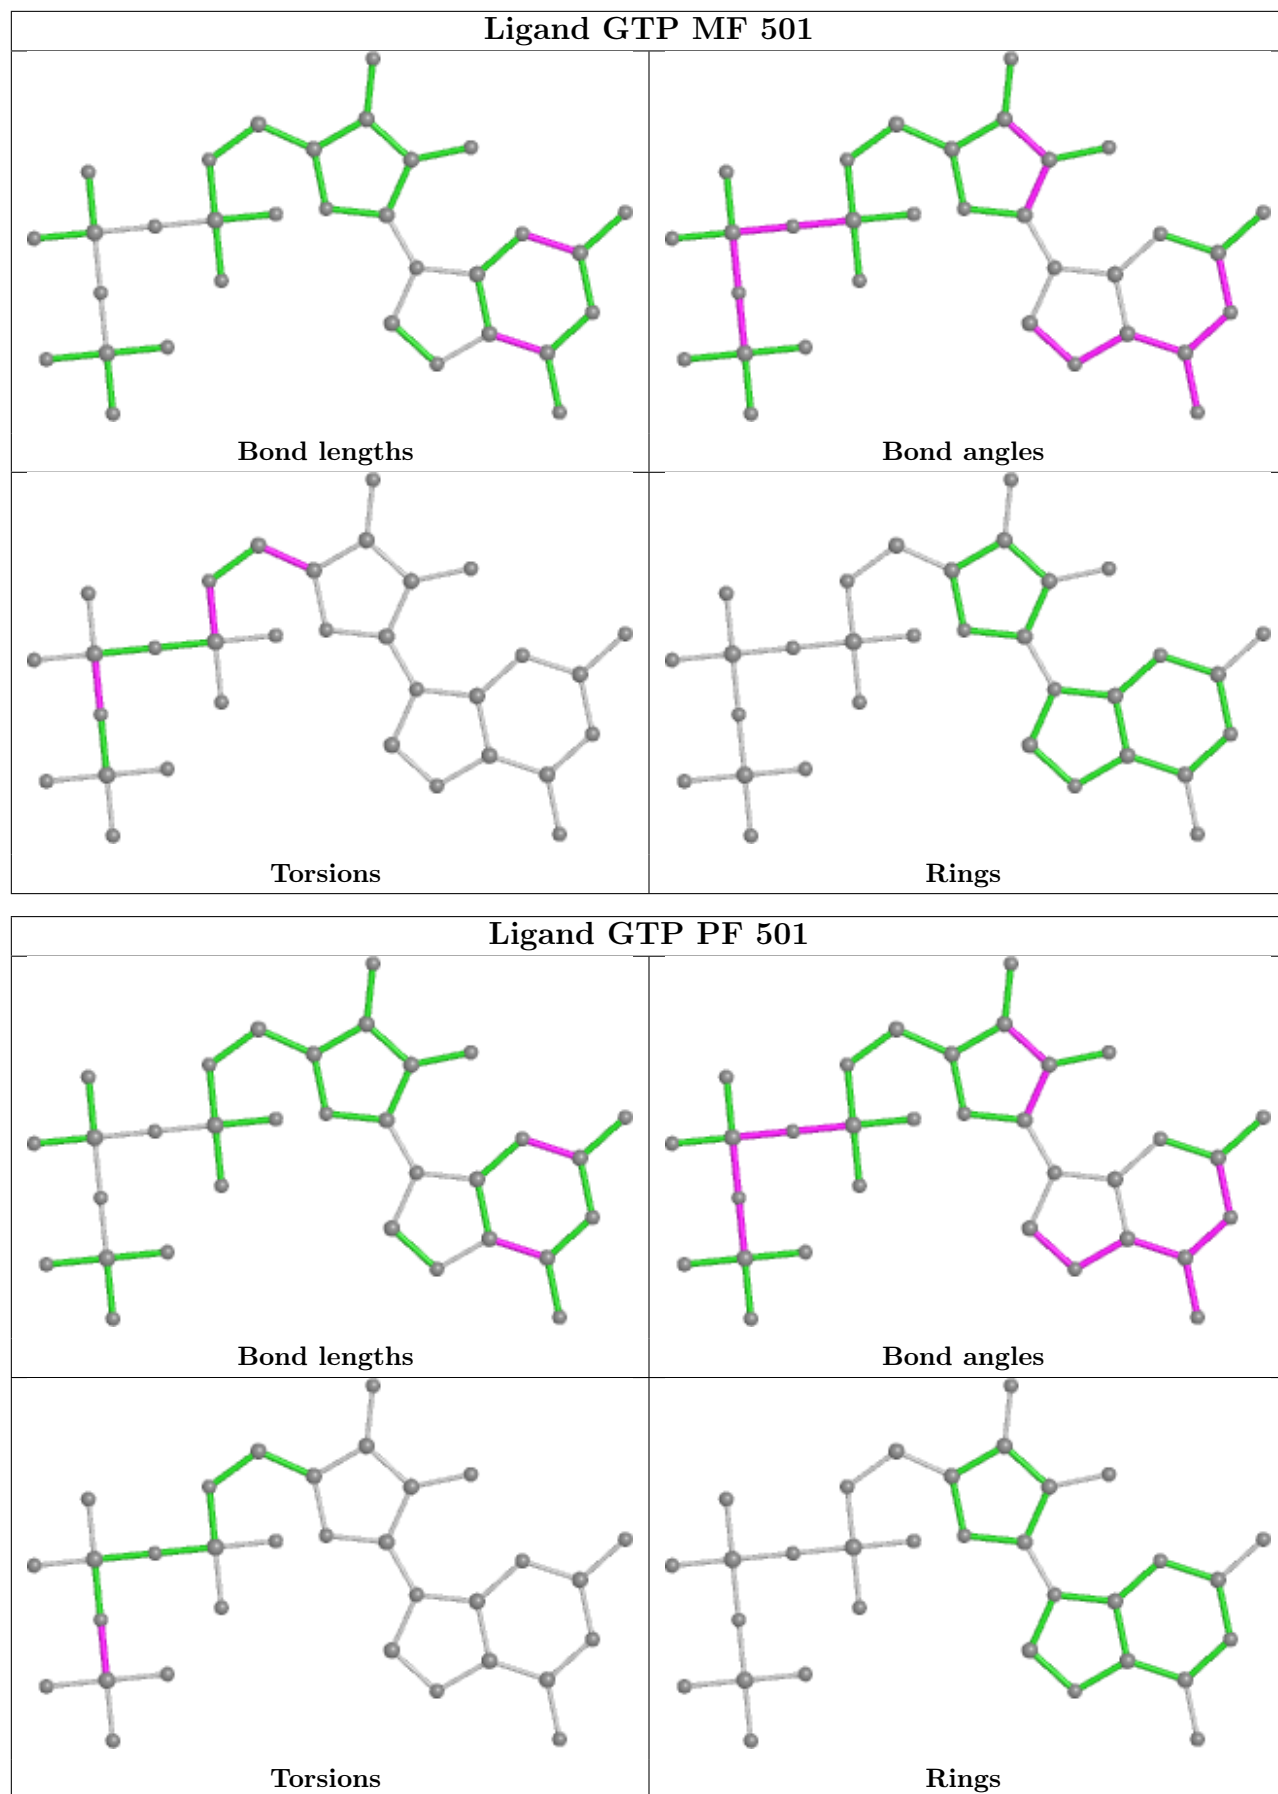 Ligand GTP MF 501
Bond lengths
Bond angles
Torsions
Rings
Ligand GTP PF 501
Bond lengths
Bond angles
Torsions
Rings